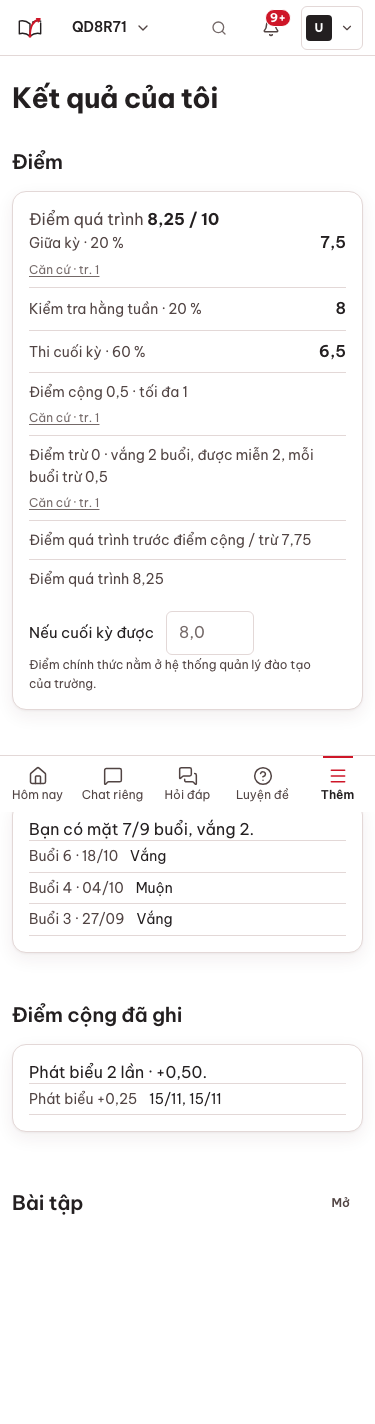 QD8R71
9+
U
Kết quả của tôi
Điểm
Điểm quá trình 8,25 / 10
Giữa kỳ · 20 % 7,5
Căn cứ · tr. 1
Kiểm tra hằng tuần · 20 % 8
Thi cuối kỳ · 60 % 6,5
Điểm cộng 0,5 · tối đa 1
Căn cứ · tr. 1
Điểm trừ 0 · vắng 2 buổi, được miễn 2, mỗi
buổi trừ 0,5
Căn cứ · tr. 1
Điểm quá trình trước điểm cộng / trừ 7,75
Điểm quá trình 8,25
Nếu cuối kỳ được 8,0
Điểm chính thức nằm ở hệ thống quản lý đào tạo
của trường.
Hôm nay Chat riêng Hỏi đáp Luyện đề Thêm
Bạn có mặt 7/9 buổi, vắng 2.
Buổi 6 · 18/10 Vắng
Buổi 4 · 04/10 Muộn
Buổi 3 · 27/09 Vắng
Điểm cộng đã ghi
Phát biểu 2 lần · +0,50.
Phát biểu +0,25 15/11, 15/11
Bài tập Mở